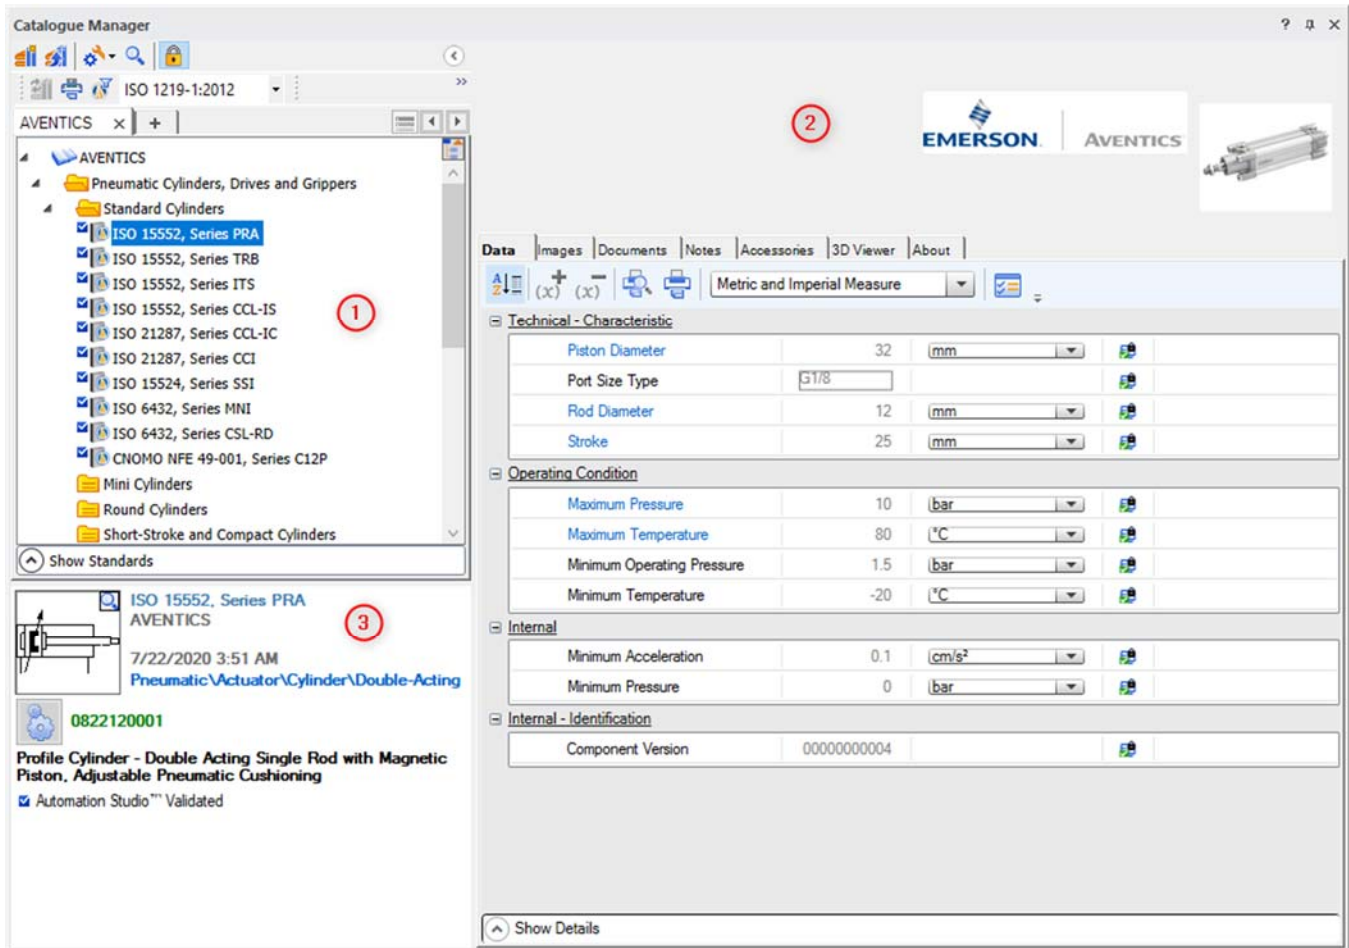 Catalogue Manager
?
ISO 1219-1:2012
AVENTICS × +
AVENTICS
Pneumatic Cylinders, Drives and Grippers
Standard Cylinders
ISO 15552, Series PRA
ISO 15552, Series TRB
ISO 15552, Series ITS
ISO 15552, Series CCL-IS
ISO 21287, Series CCL-IC
ISO 21287, Series CCI
ISO 15524, Series SSI
ISO 6432, Series MNI
ISO 6432, Series CSL-RD
CNOMO NFE 49-001, Series C12P
Mini Cylinders
Round Cylinders
Short-Stroke and Compact Cylinders
1
Show Standards
ISO 15552, Series PRA
AVENTICS
3
7/22/2020 3:51 AM
Pneumatic\Actuator\Cylinder\Double-Acting
0822120001
Profile Cylinder - Double Acting Single Rod with Magnetic
Piston, Adjustable Pneumatic Cushioning
Automation Studio™ Validated
2
EMERSON. AVENTICS
Data Images Documents Notes Accessories 3D Viewer About
A Z (x)+ (x)− Metric and Imperial Measure
Technical - Characteristic
Piston Diameter 32 mm
Port Size Type G1/8
Rod Diameter 12 mm
Stroke 25 mm
Operating Condition
Maximum Pressure 10 bar
Maximum Temperature 80 °C
Minimum Operating Pressure 1.5 bar
Minimum Temperature -20 °C
Internal
Minimum Acceleration 0.1 cm/s²
Minimum Pressure 0 bar
Internal - Identification
Component Version 00000000004
Show Details